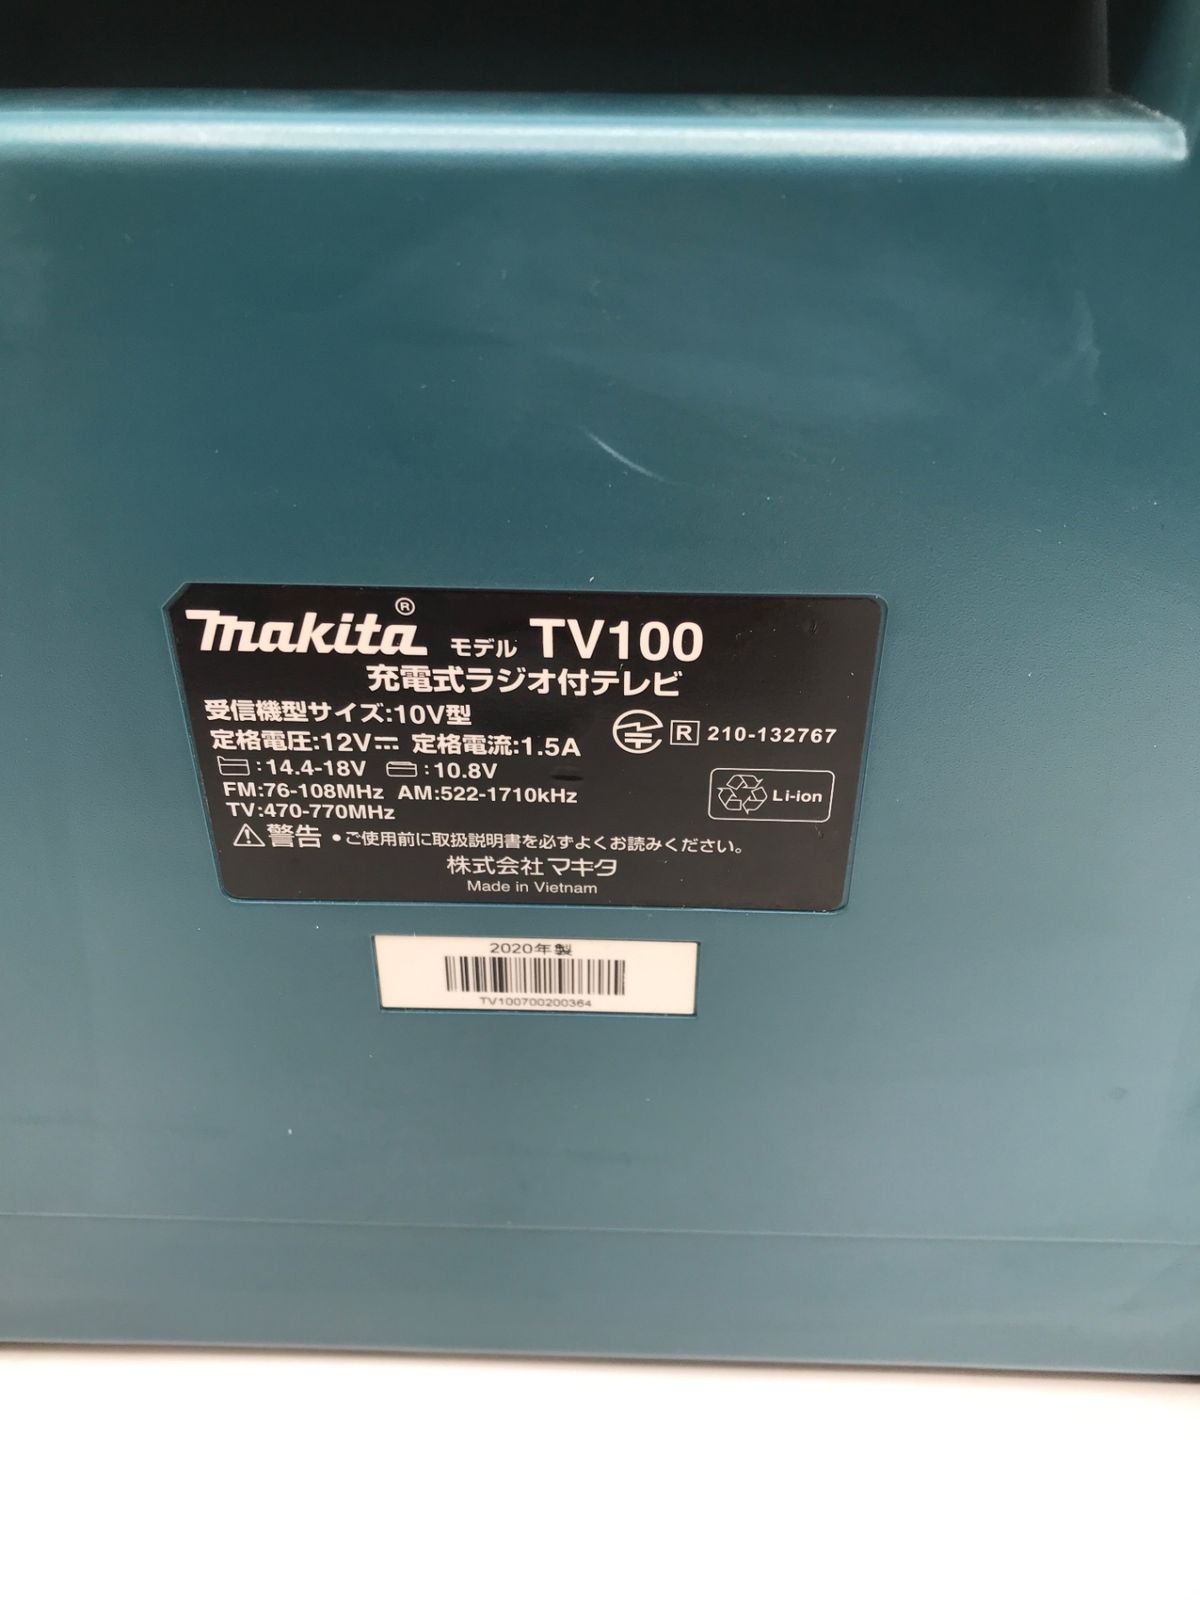 makita® モデル TV100
充電式ラジオ付テレビ
受信機型サイズ:10V型
定格電圧:12V⎓ 定格電流:1.5A
R 210-132767
:14.4-18V :10.8V
Li-ion
FM:76-108MHz AM:522-1710kHz
TV:470-770MHz
⚠警告 •ご使用前に取扱説明書を必ずよくお読みください。
株式会社マキタ
Made in Vietnam
2020年製
TV100700200364